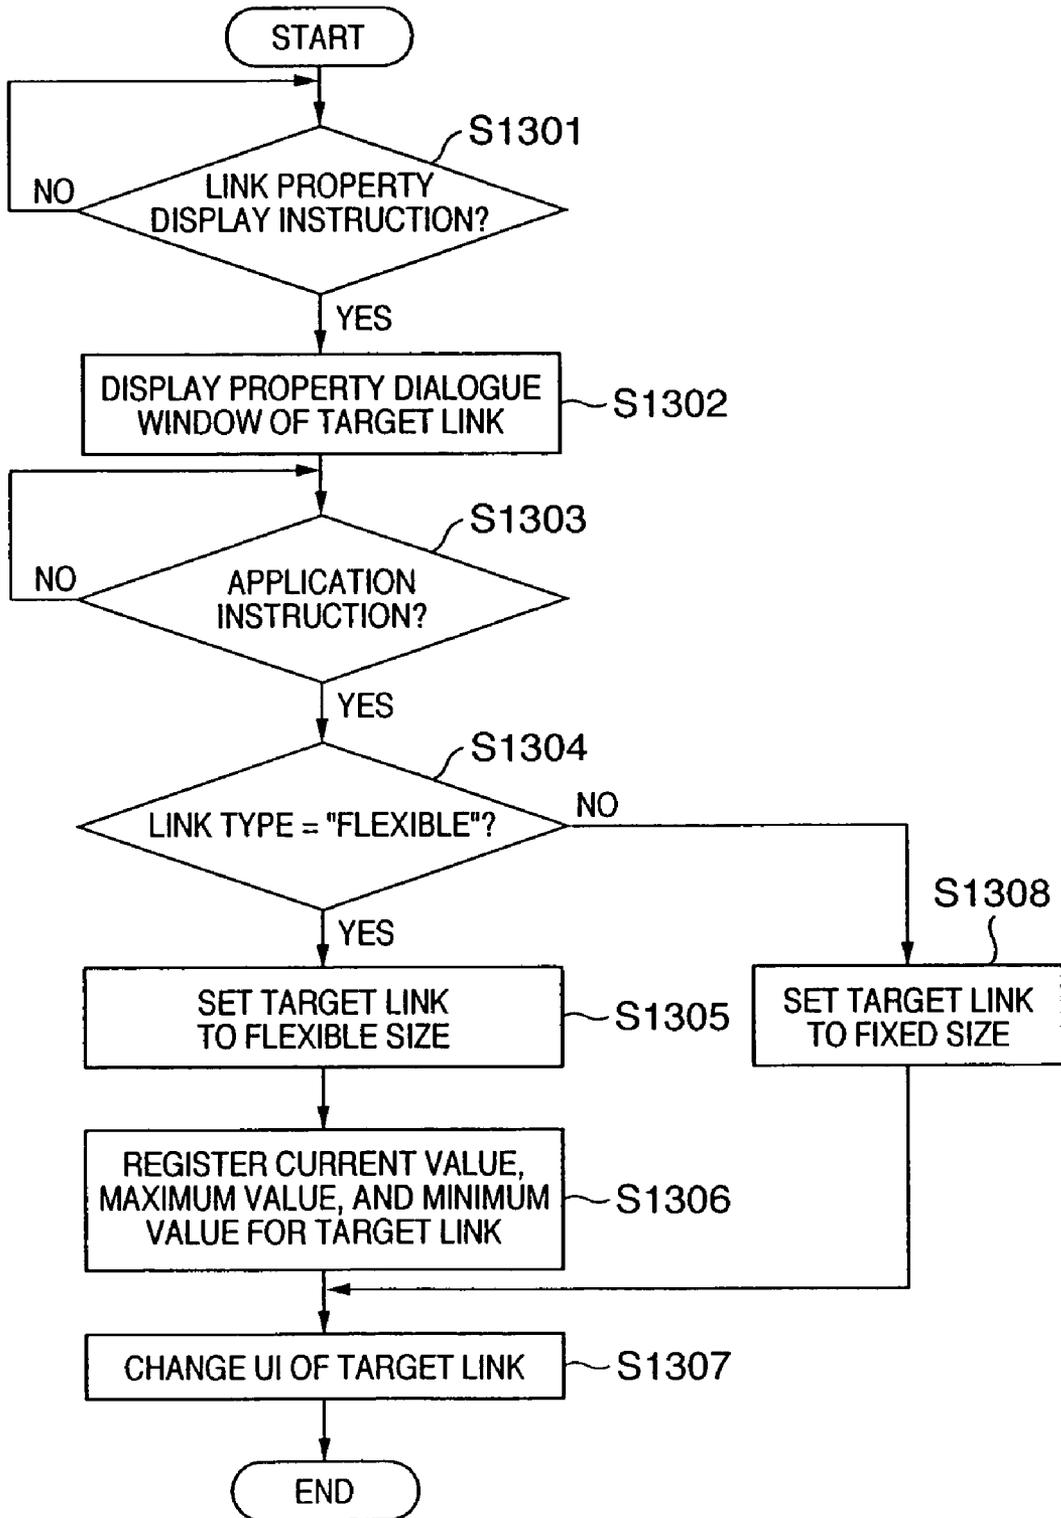 START
S1301
LINK PROPERTY
DISPLAY INSTRUCTION?
NO
YES
DISPLAY PROPERTY DIALOGUE
WINDOW OF TARGET LINK
S1302
S1303
APPLICATION
INSTRUCTION?
NO
YES
S1304
LINK TYPE = "FLEXIBLE"?
NO
YES
S1308
SET TARGET LINK
TO FLEXIBLE SIZE
S1305
SET TARGET LINK
TO FIXED SIZE
REGISTER CURRENT VALUE,
MAXIMUM VALUE, AND MINIMUM
VALUE FOR TARGET LINK
S1306
CHANGE UI OF TARGET LINK
S1307
END